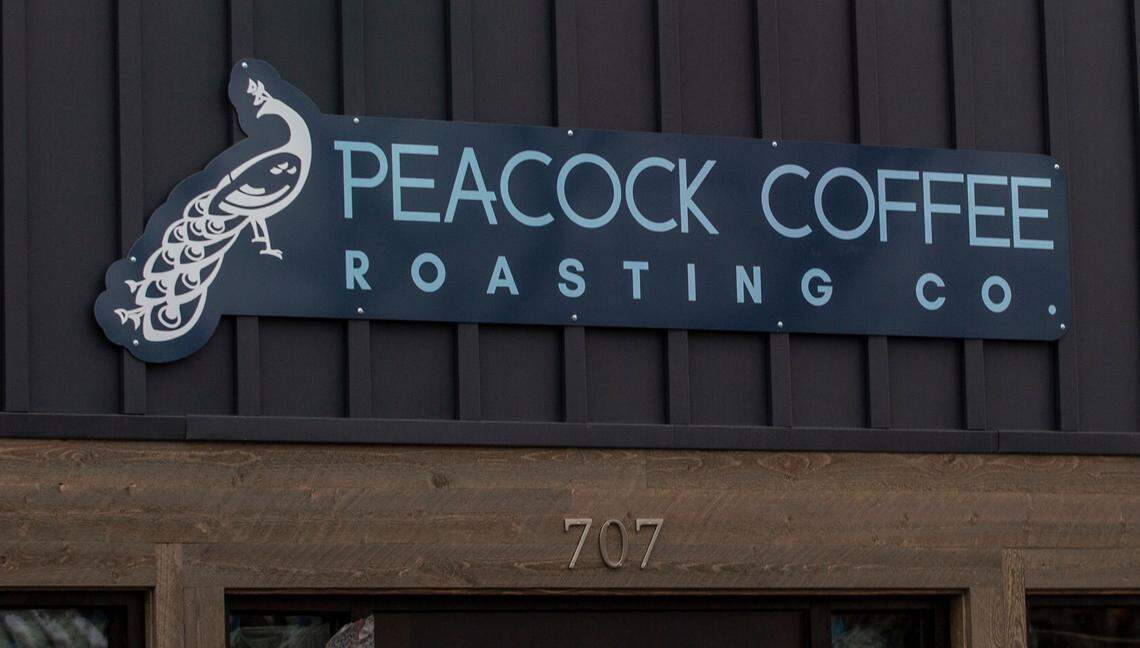 PEACOCK COFFEE
ROASTING CO.
707